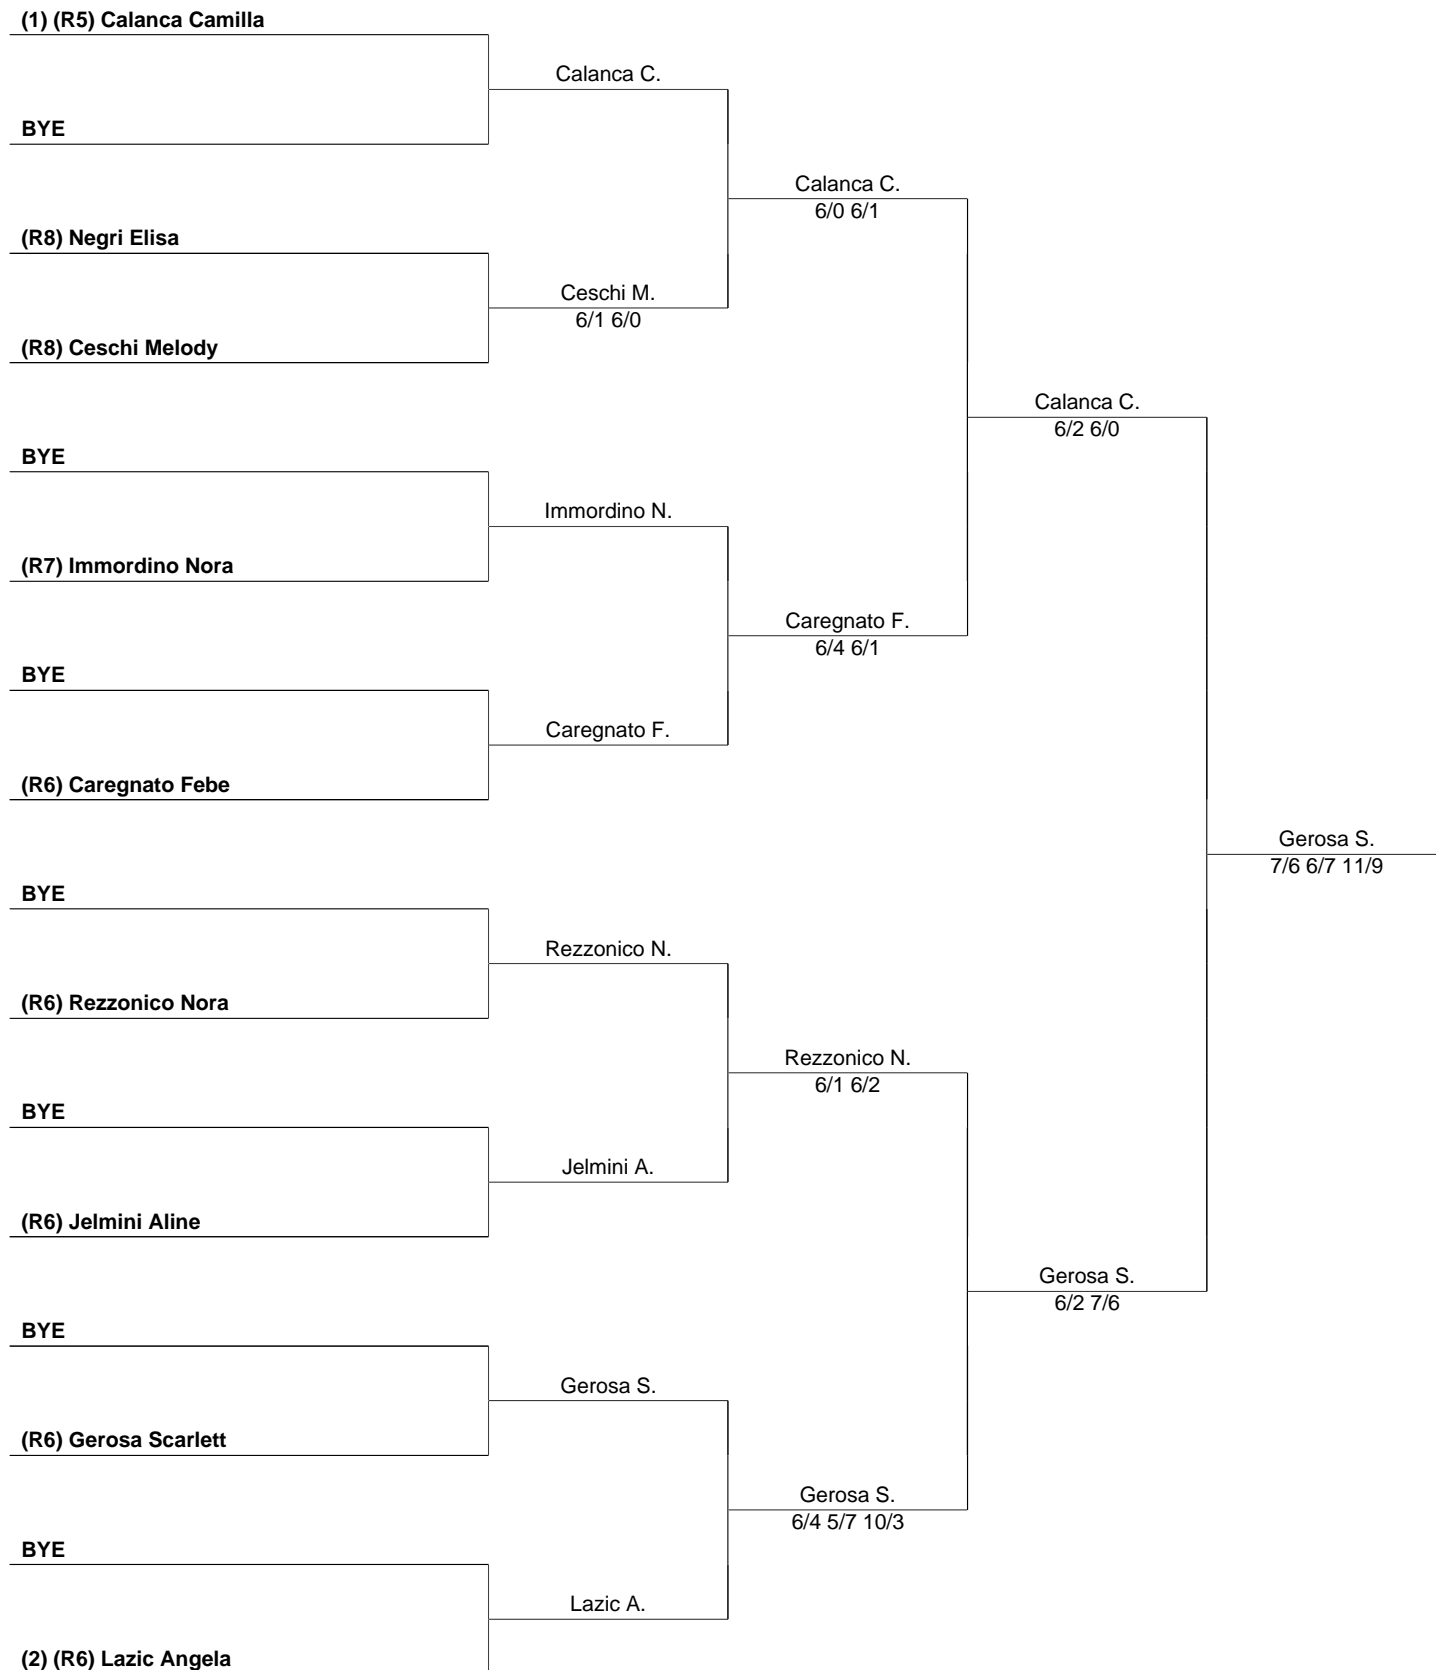 (1) (R5) Calanca Camilla
Calanca C.
BYE
Calanca C.
6/0 6/1
(R8) Negri Elisa
Ceschi M.
6/1 6/0
(R8) Ceschi Melody
Calanca C.
6/2 6/0
BYE
Immordino N.
(R7) Immordino Nora
Caregnato F.
6/4 6/1
BYE
Caregnato F.
(R6) Caregnato Febe
Gerosa S.
7/6 6/7 11/9
BYE
Rezzonico N.
(R6) Rezzonico Nora
Rezzonico N.
6/1 6/2
BYE
Jelmini A.
(R6) Jelmini Aline
Gerosa S.
6/2 7/6
BYE
Gerosa S.
(R6) Gerosa Scarlett
Gerosa S.
6/4 5/7 10/3
BYE
Lazic A.
(2) (R6) Lazic Angela